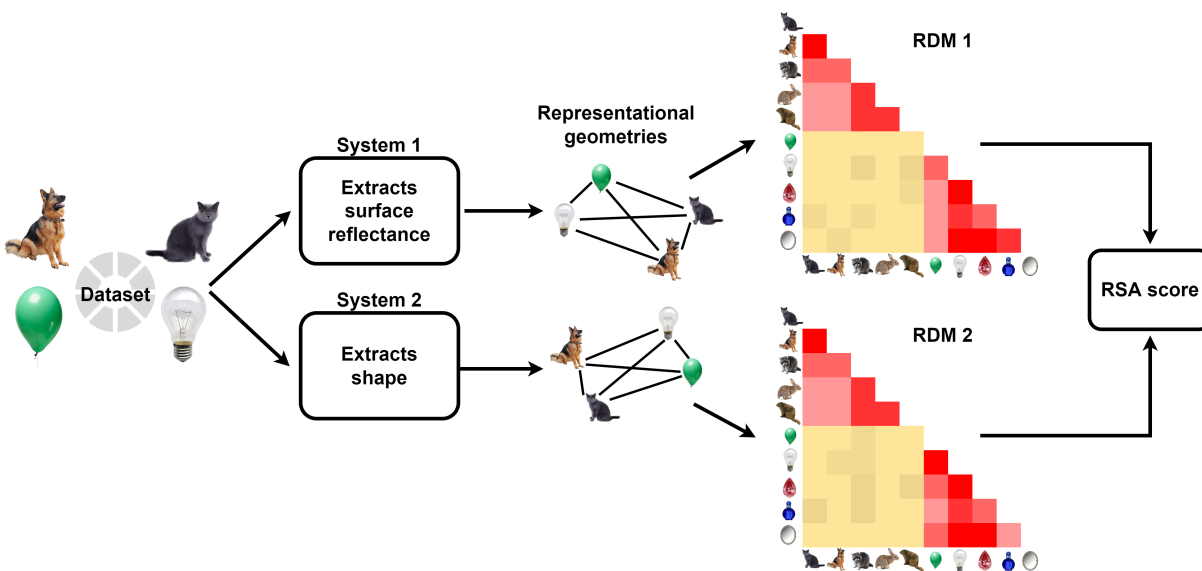 RDM 1
Representational
geometries
System 1
Extracts
surface
reflectance
Dataset
RSA score
System 2
Extracts
shape
RDM 2